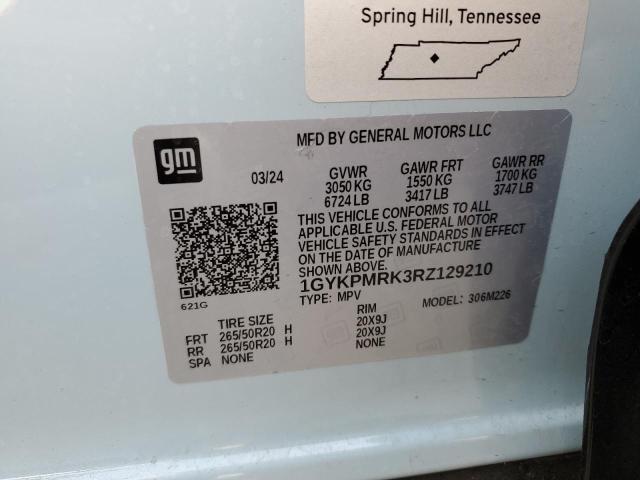 Spring Hill, Tennessee
gm
MFD BY GENERAL MOTORS LLC
03/24
GVWR
3050 KG
6724 LB
GAWR FRT
1550 KG
3417 LB
GAWR RR
1700 KG
3747 LB
THIS VEHICLE CONFORMS TO ALL
APPLICABLE U.S. FEDERAL MOTOR
VEHICLE SAFETY STANDARDS IN EFFECT
ON THE DATE OF MANUFACTURE
SHOWN ABOVE.
1GYKPMRK3RZ129210
TYPE: MPV
MODEL: 306M226
621G
TIRE SIZE
RIM
FRT 265/50R20 H 20X9J
RR 265/50R20 H 20X9J
SPA NONE NONE